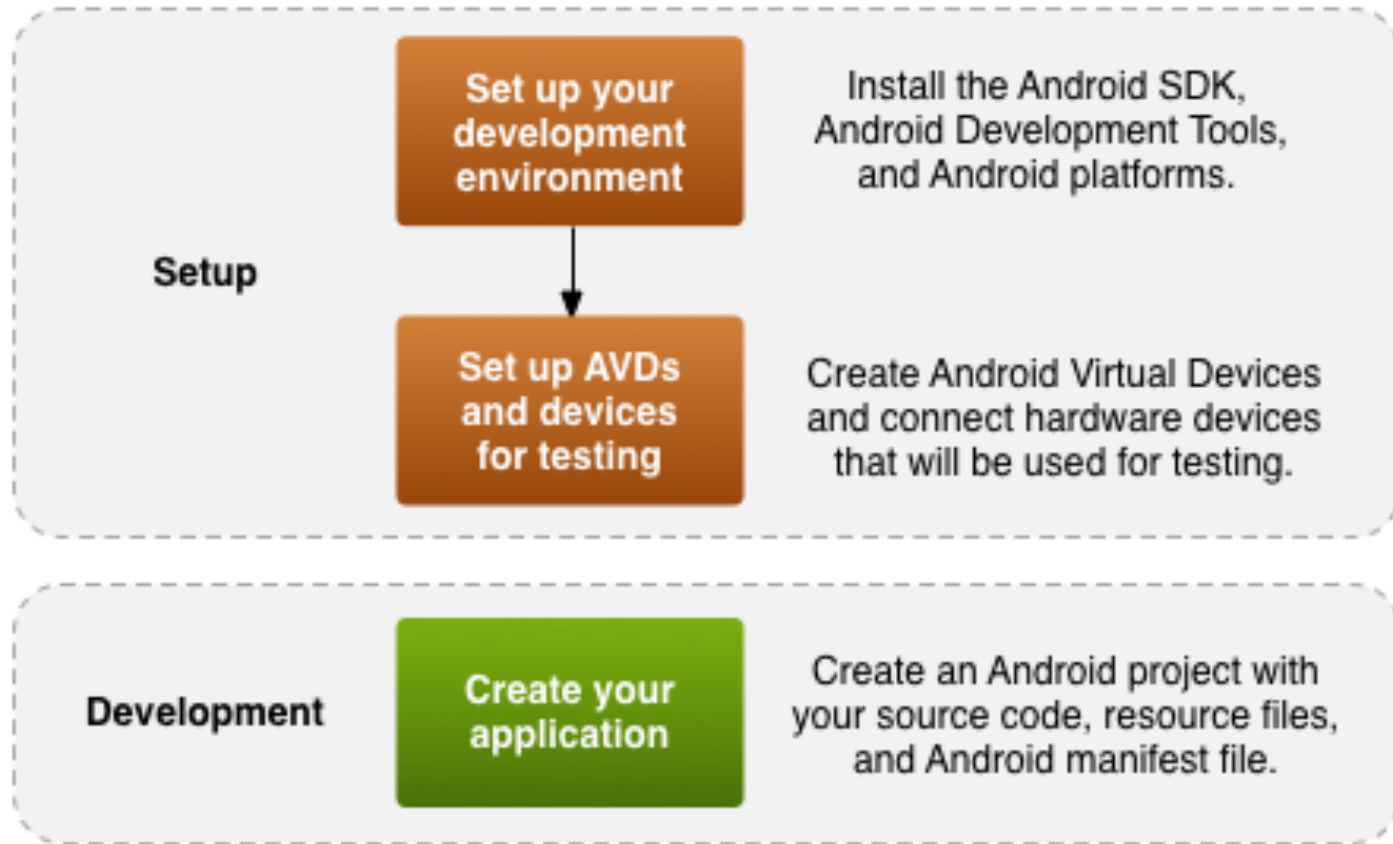 Set up your
development
environment
Install the Android SDK,
Android Development Tools,
and Android platforms.
Setup
Set up AVDs
and devices
for testing
Create Android Virtual Devices
and connect hardware devices
that will be used for testing.
Development
Create your
application
Create an Android project with
your source code, resource files,
and Android manifest file.